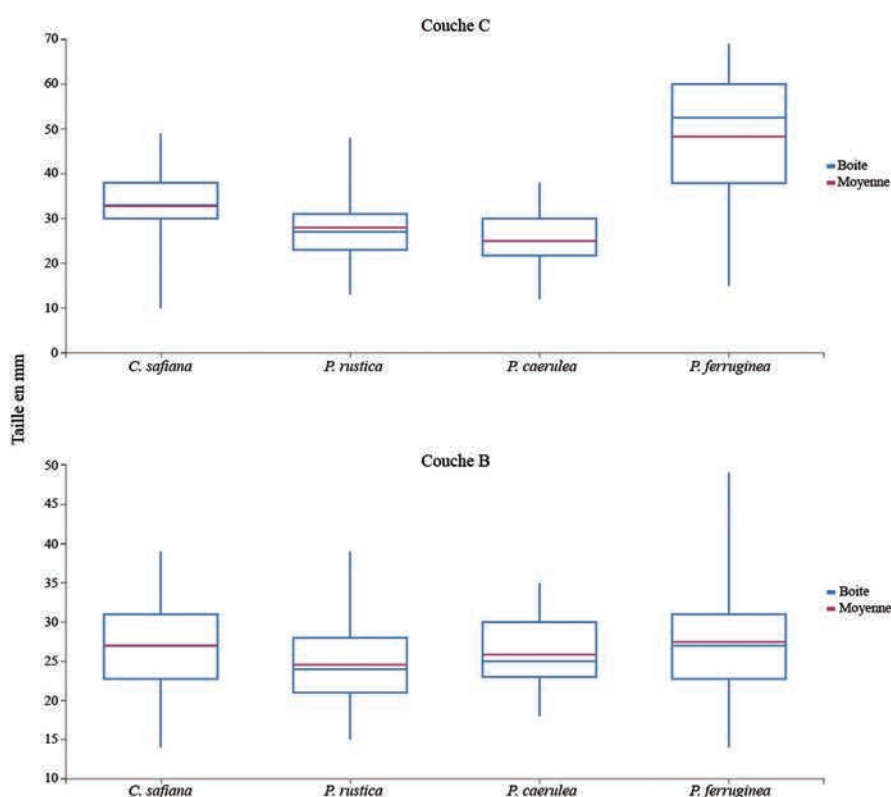 Couche C
70
60
50
40
30
20
10
0
Boite
Moyenne
C. safiana P. rustica P. caerulea P. ferruginea
Taille en mm
Couche B
50
45
40
35
30
25
20
15
10
Boite
Moyenne
C. safiana P. rustica P. caerulea P. ferruginea